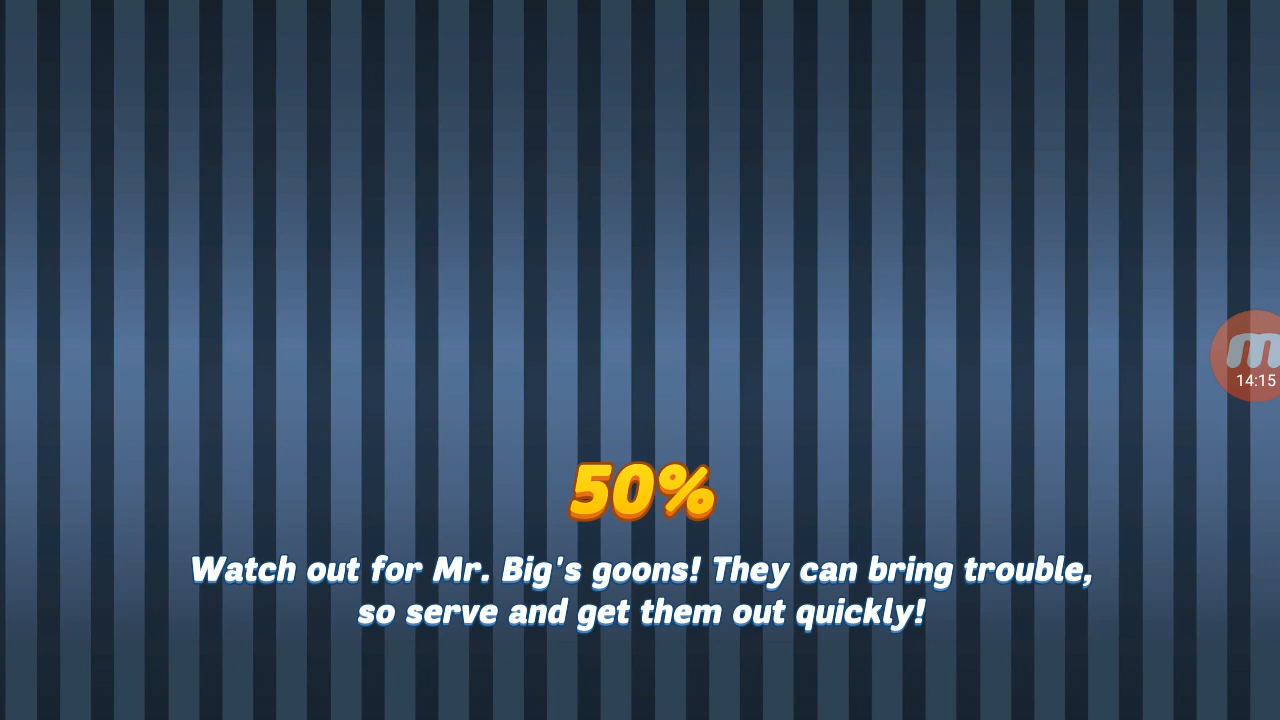 50%
Watch out for Mr. Big's goons! They can bring trouble,
so serve and get them out quickly!
m
14:15